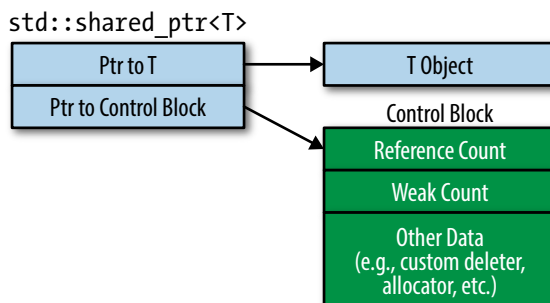 std::shared_ptr<T>
Ptr to T
T Object
Ptr to Control Block
Control Block
Reference Count
Weak Count
Other Data
(e.g., custom deleter,
allocator, etc.)